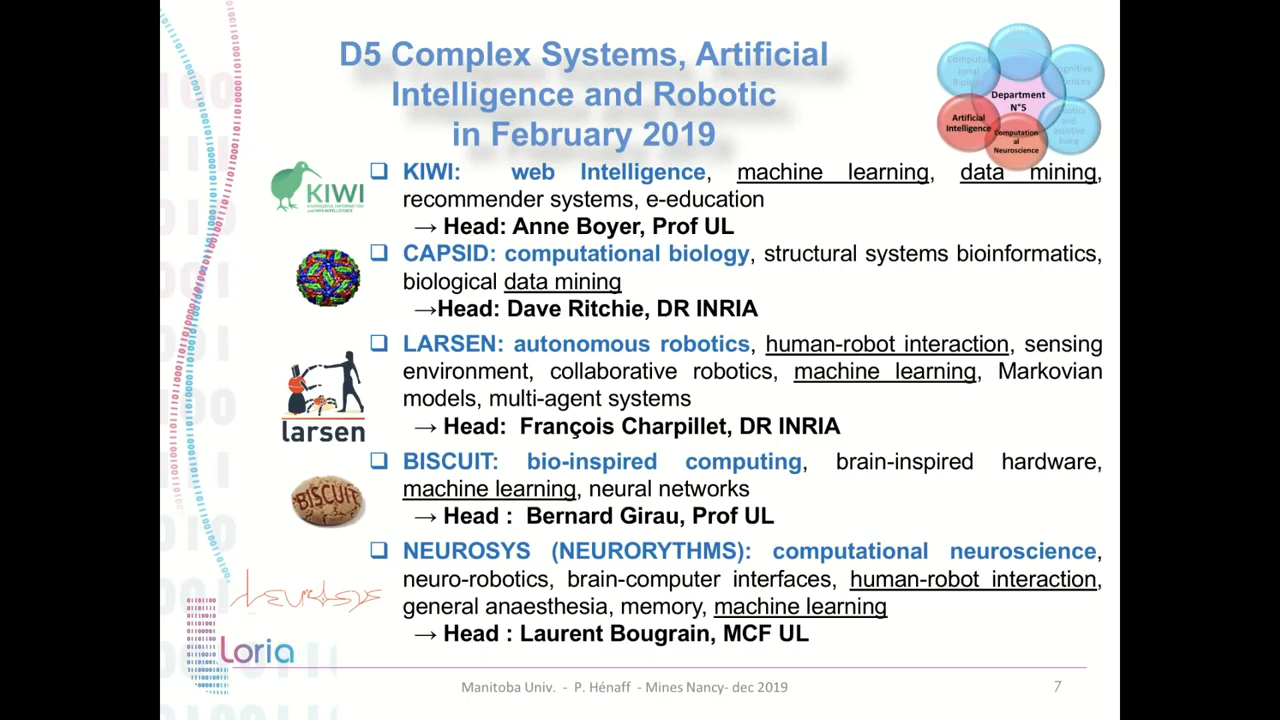 D5 Complex Systems, Artificial
Intelligence and Robotic
in February 2019
Department
N°5
Artificial
Intelligence
Computation
al
Neuroscience
KIWI
KIWI: web Intelligence, machine learning, data mining,
recommender systems, e-education
→ Head: Anne Boyer, Prof UL
CAPSID: computational biology, structural systems bioinformatics,
biological data mining
→Head: Dave Ritchie, DR INRIA
LARSEN: autonomous robotics, human-robot interaction, sensing
environment, collaborative robotics, machine learning, Markovian
models, multi-agent systems
→ Head: François Charpillet, DR INRIA
larsen
BISCUIT: bio-inspired computing, brain-inspired hardware,
machine learning, neural networks
→ Head : Bernard Girau, Prof UL
BISCUIT
NEUROSYS (NEURORYTHMS): computational neuroscience,
neuro-robotics, brain-computer interfaces, human-robot interaction,
general anaesthesia, memory, machine learning
→ Head : Laurent Bougrain, MCF UL
neurosys
Loria
Manitoba Univ. - P. Hénaff - Mines Nancy- dec 2019
7